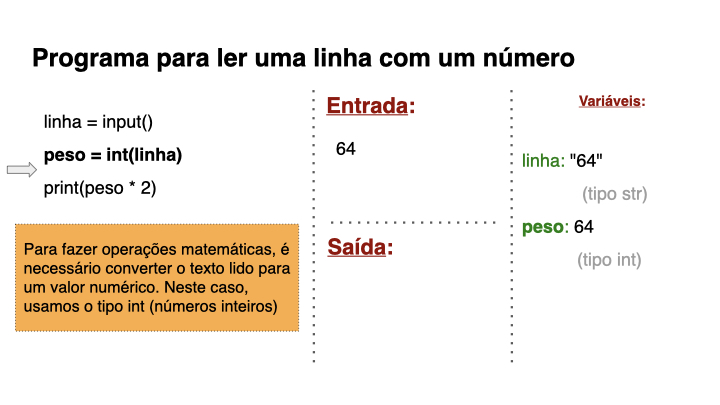 Programa para ler uma linha com um número
linha = input()
peso = int(linha)
print(peso * 2)
Para fazer operações matemáticas, é
necessário converter o texto lido para
um valor numérico. Neste caso,
usamos o tipo int (números inteiros)
Entrada:
64
Saída:
Variáveis:
linha: "64"
(tipo str)
peso: 64
(tipo int)